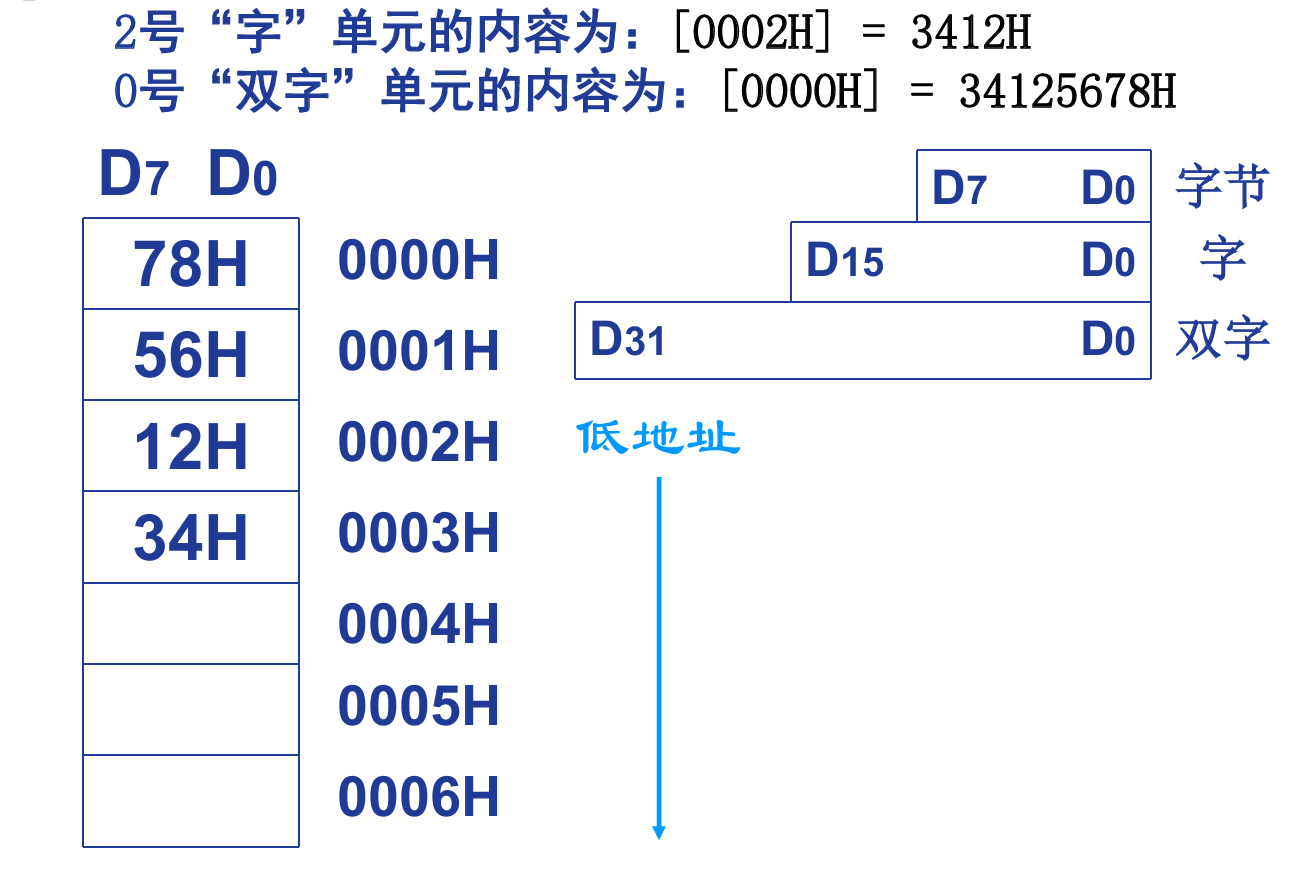 2号“字”单元的内容为：[0002H] = 3412H
0号“双字”单元的内容为：[0000H] = 34125678H
D7 D0
D7 D0 字节
78H 0000H
D15 D0 字
56H 0001H
D31 D0 双字
12H 0002H
低地址
34H 0003H
0004H
0005H
0006H